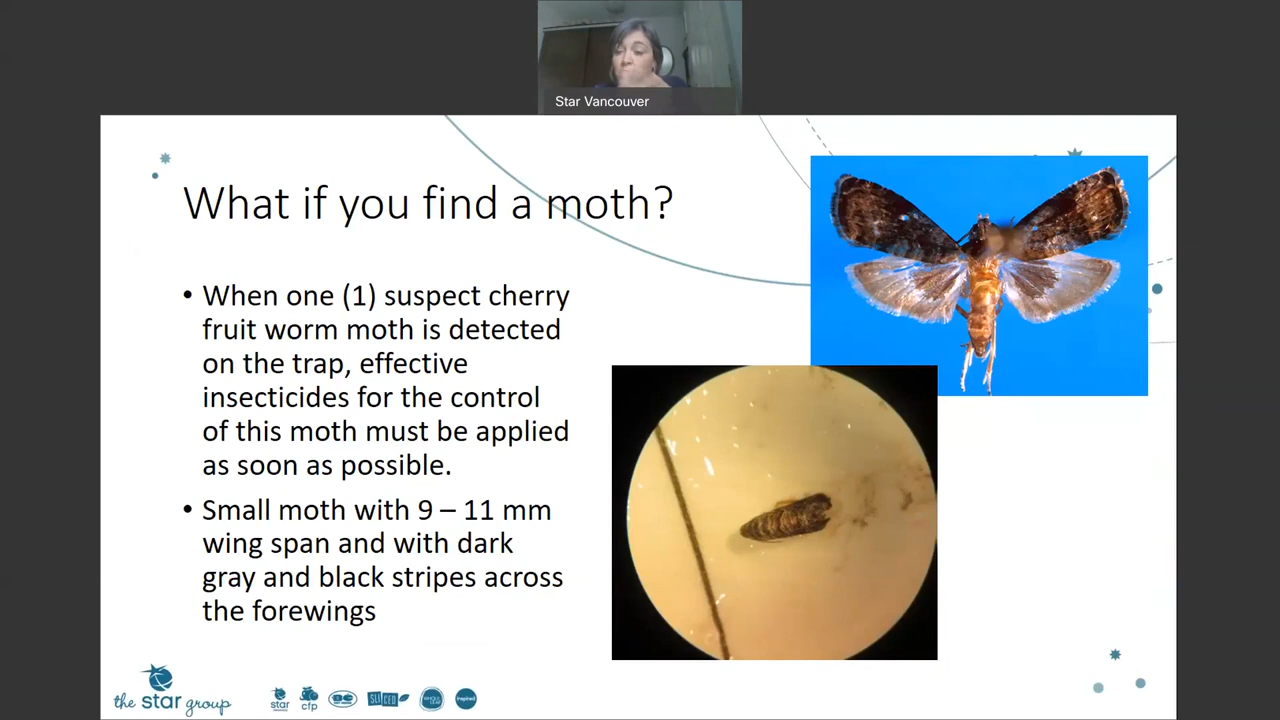 Star Vancouver
What if you find a moth?
• When one (1) suspect cherry
fruit worm moth is detected
on the trap, effective
insecticides for the control
of this moth must be applied
as soon as possible.
• Small moth with 9 – 11 mm
wing span and with dark
gray and black stripes across
the forewings
the star group
star
cfp
SLICED
inspired